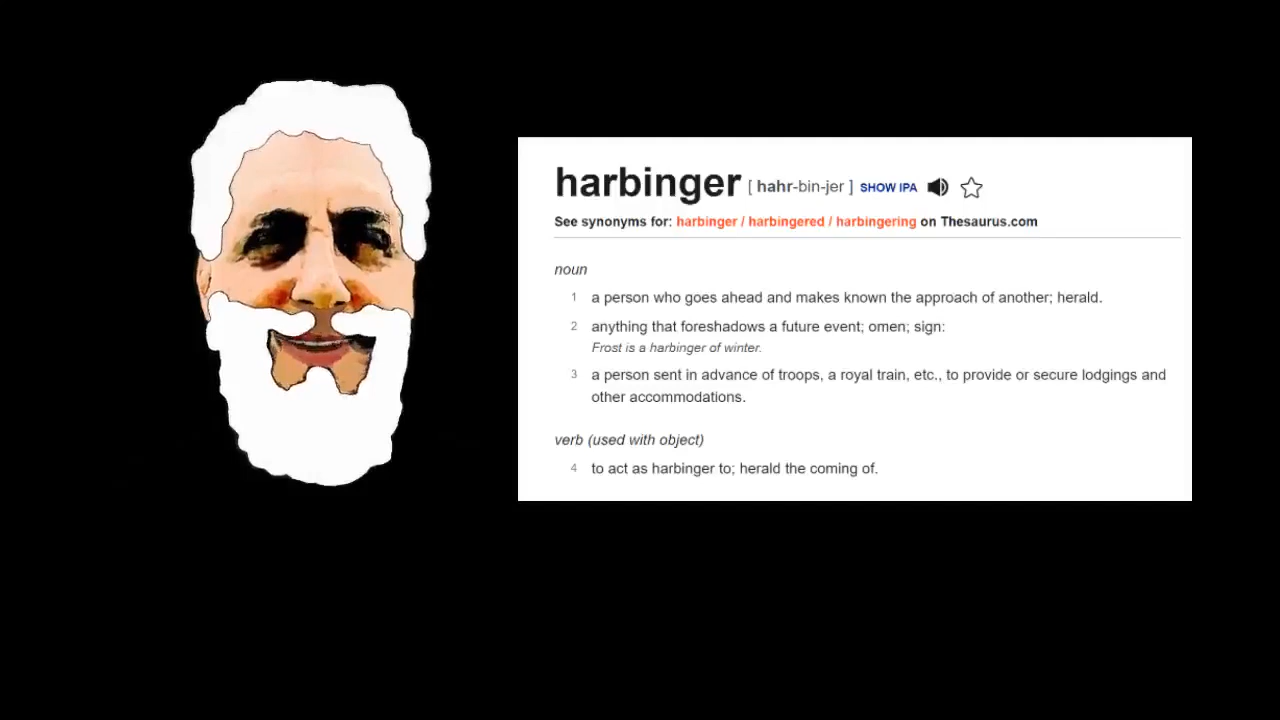 harbinger [ hahr-bin-jer ] SHOW IPA
See synonyms for: harbinger / harbingered / harbingering on Thesaurus.com
noun
1 a person who goes ahead and makes known the approach of another; herald.
2 anything that foreshadows a future event; omen; sign:
Frost is a harbinger of winter.
3 a person sent in advance of troops, a royal train, etc., to provide or secure lodgings and
other accommodations.
verb (used with object)
4 to act as harbinger to; herald the coming of.